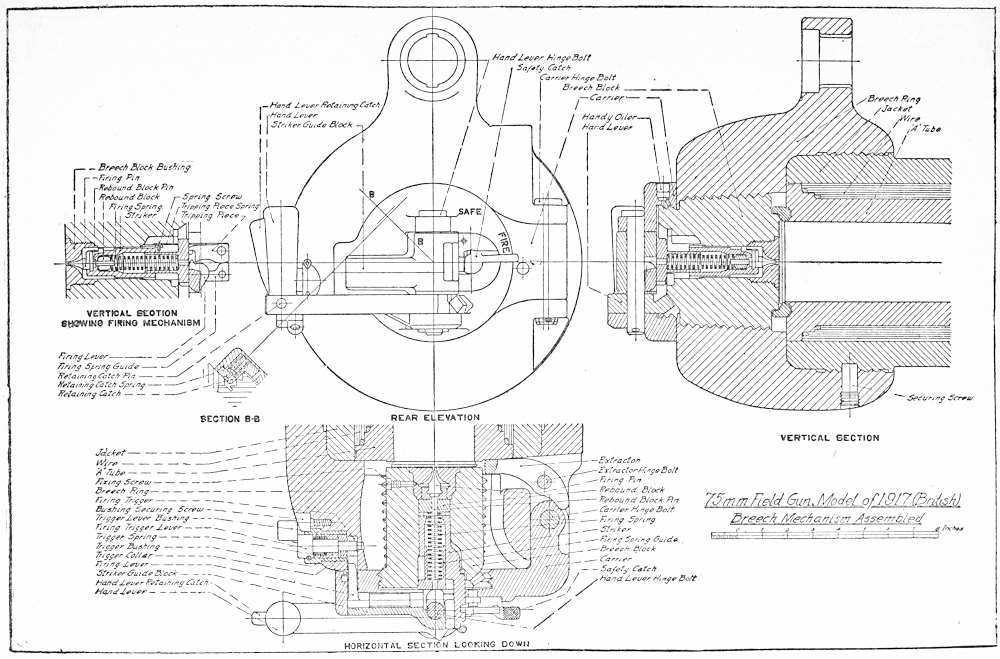 Hand Lever Hinge Bolt
Safety Catch
Carrier Hinge Bolt
Breech Block
Carrier
Handy Oiler
Hand Lever
Hand Lever Retaining Catch
Hand Lever
Striker Guide Block
Breech Ring
Jacket
Wire
"A" Tube
Breech Block Bushing
Firing Pin
Rebound Block Pin
Rebound Block
Firing Spring
Striker
Spring Screw
Tripping Piece Spring
Tripping Piece
B
B
SAFE
FIRE
VERTICAL SECTION
SHOWING FIRING MECHANISM
Firing Lever
Firing Spring Guide
Retaining Catch Pin
Retaining Catch Spring
Retaining Catch
SECTION B-B
REAR ELEVATION
Securing Screw
VERTICAL SECTION
Jacket
Wire
"A" Tube
Fixing Screw
Breech Ring
Firing Trigger
Bushing Securing Screw
Trigger Lever Bushing
Firing Trigger Lever
Trigger Spring
Trigger Bushing
Trigger Collar
Firing Lever
Striker Guide Block
Hand Lever Retaining Catch
Hand Lever
Extractor
Extractor Hinge Bolt
Firing Pin
Rebound Block
Rebound Block Pin
Carrier Hinge Bolt
Firing Spring
Striker
Firing Spring Guide
Breech Block
Carrier
Safety Catch
Hand Lever Hinge Bolt
HORIZONTAL SECTION LOOKING DOWN
75 mm. Field Gun, Model of 1917 (British)
Breech Mechanism Assembled
Inches